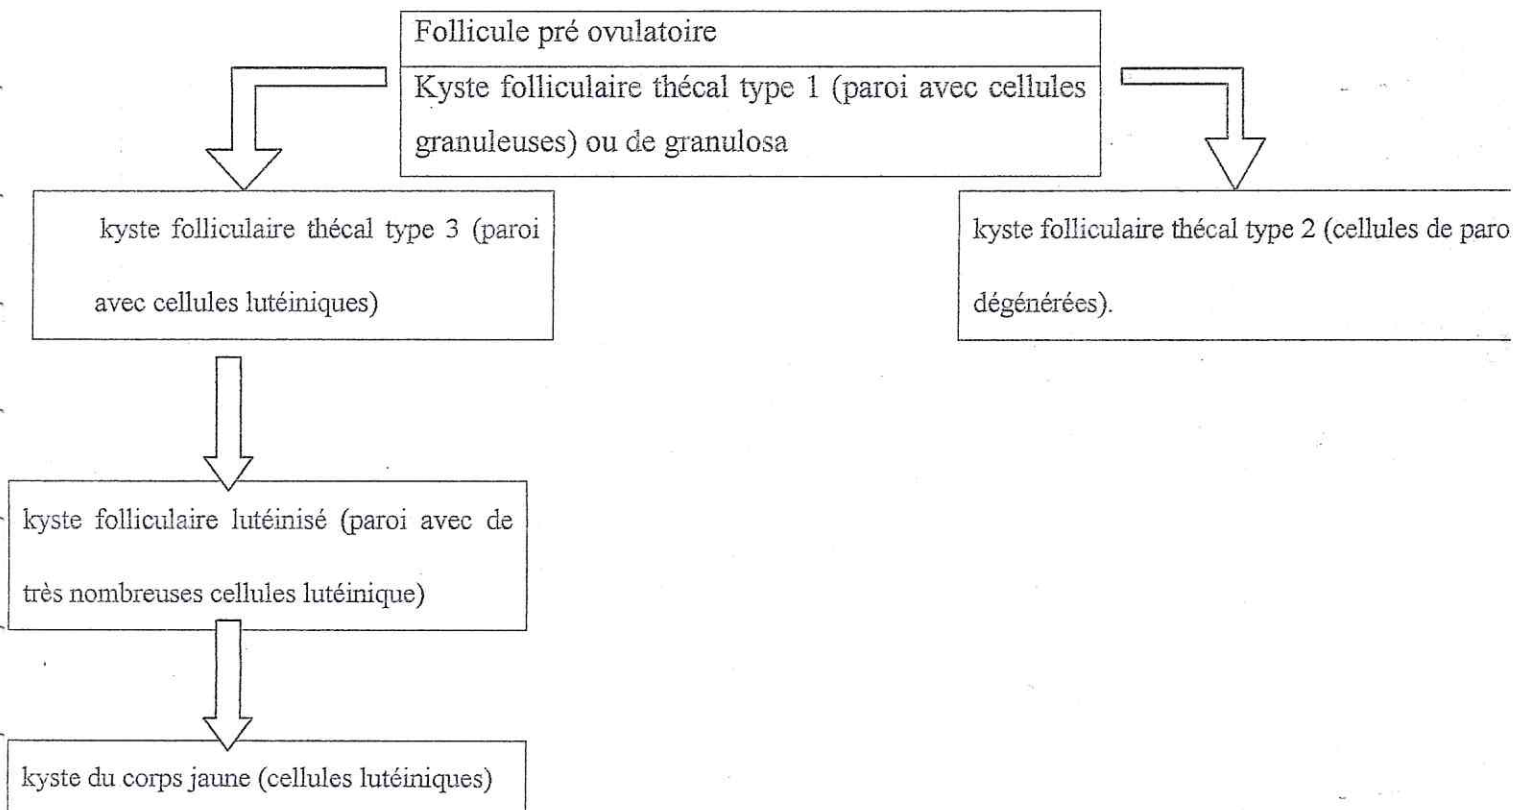 Follicule pré ovulatoire
Kyste folliculaire thécal type 1 (paroi avec cellules
granuleuses) ou de granulosa
kyste folliculaire thécal type 3 (paroi
avec cellules lutéiniques)
kyste folliculaire thécal type 2 (cellules de paro
dégénérées).
kyste folliculaire lutéinisé (paroi avec de
très nombreuses cellules lutéinique)
kyste du corps jaune (cellules lutéiniques)